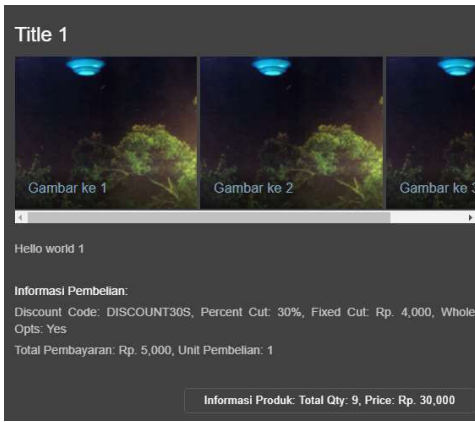 Title 1
Gambar ke 1
Gambar ke 2
Gambar ke 3
Hello world 1
Informasi Pembelian:
Discount Code: DISCOUNT30S, Percent Cut: 30%, Fixed Cut: Rp. 4,000, Whole
Opts: Yes
Total Pembayaran: Rp. 5,000, Unit Pembelian: 1
Informasi Produk: Total Qty: 9, Price: Rp. 30,000